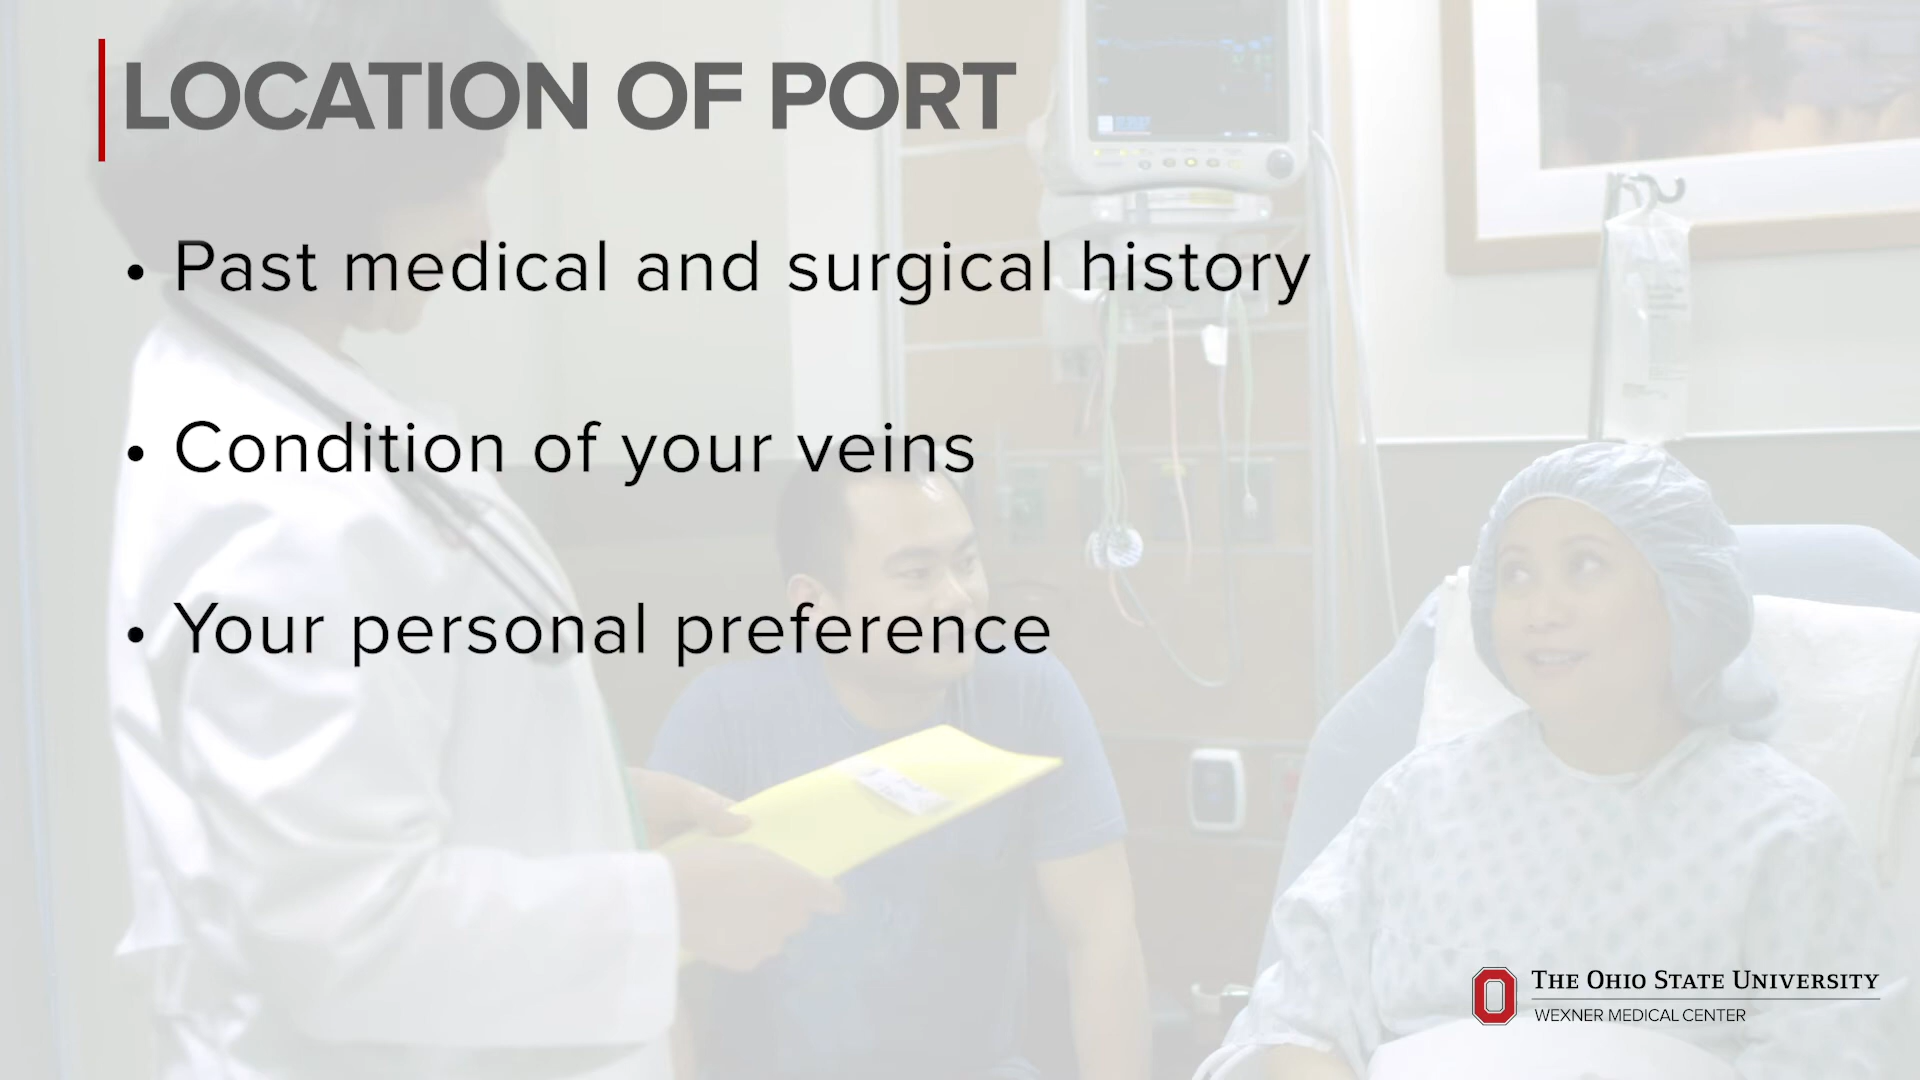 LOCATION OF PORT
• Past medical and surgical history
• Condition of your veins
• Your personal preference
THE OHIO STATE UNIVERSITY
WEXNER MEDICAL CENTER